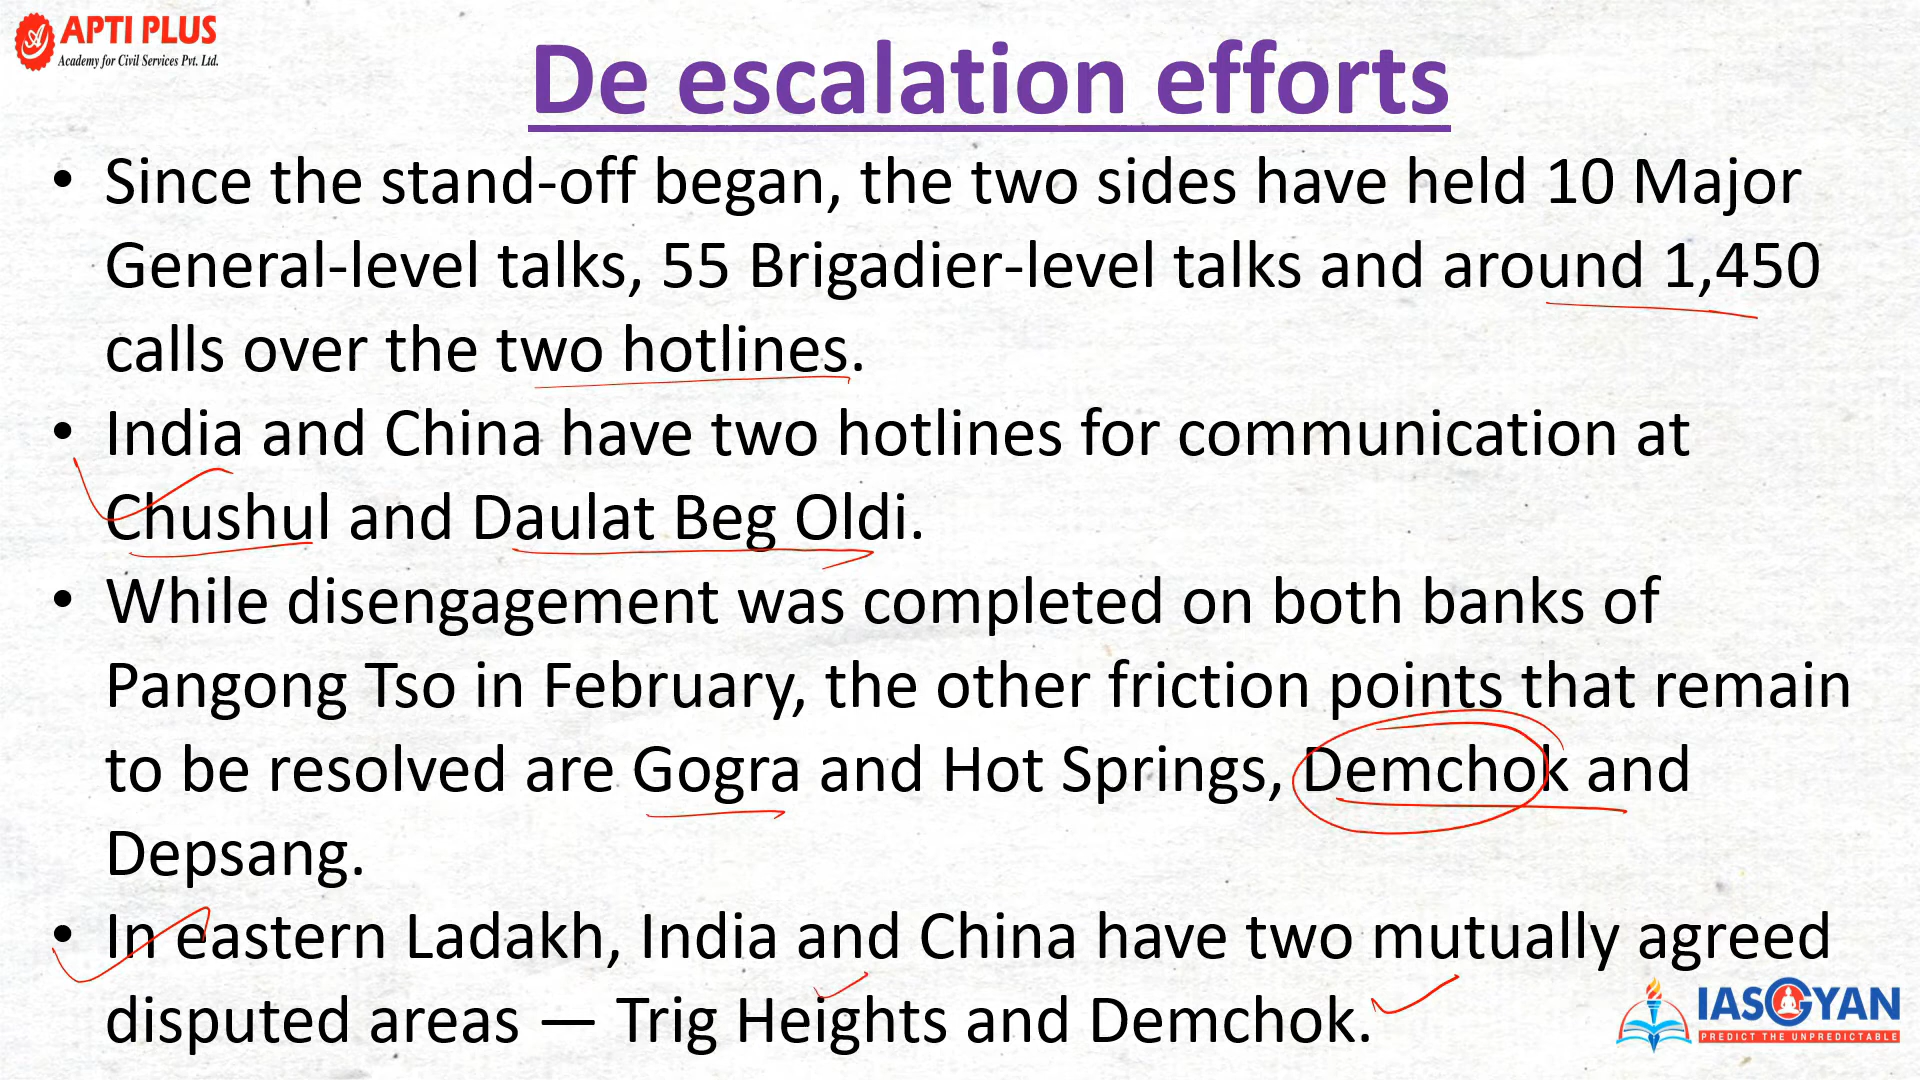 APTI PLUS
Academy for Civil Services Pvt. Ltd.
De escalation efforts
• Since the stand-off began, the two sides have held 10 Major
General-level talks, 55 Brigadier-level talks and around 1,450
calls over the two hotlines.
• India and China have two hotlines for communication at
Chushul and Daulat Beg Oldi.
• While disengagement was completed on both banks of
Pangong Tso in February, the other friction points that remain
to be resolved are Gogra and Hot Springs, Demchok and
Depsang.
• In eastern Ladakh, India and China have two mutually agreed
disputed areas — Trig Heights and Demchok.
IASGYAN
PREDICT THE UNPREDICTABLE